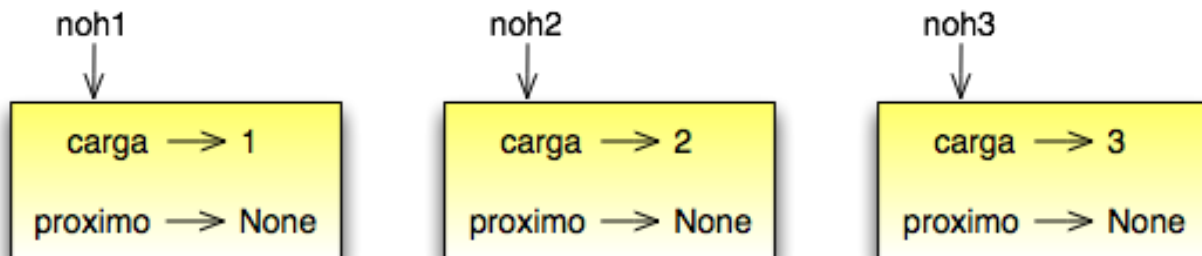 noh1 noh2 noh3
carga → 1 carga → 2 carga → 3
proximo → None proximo → None proximo → None